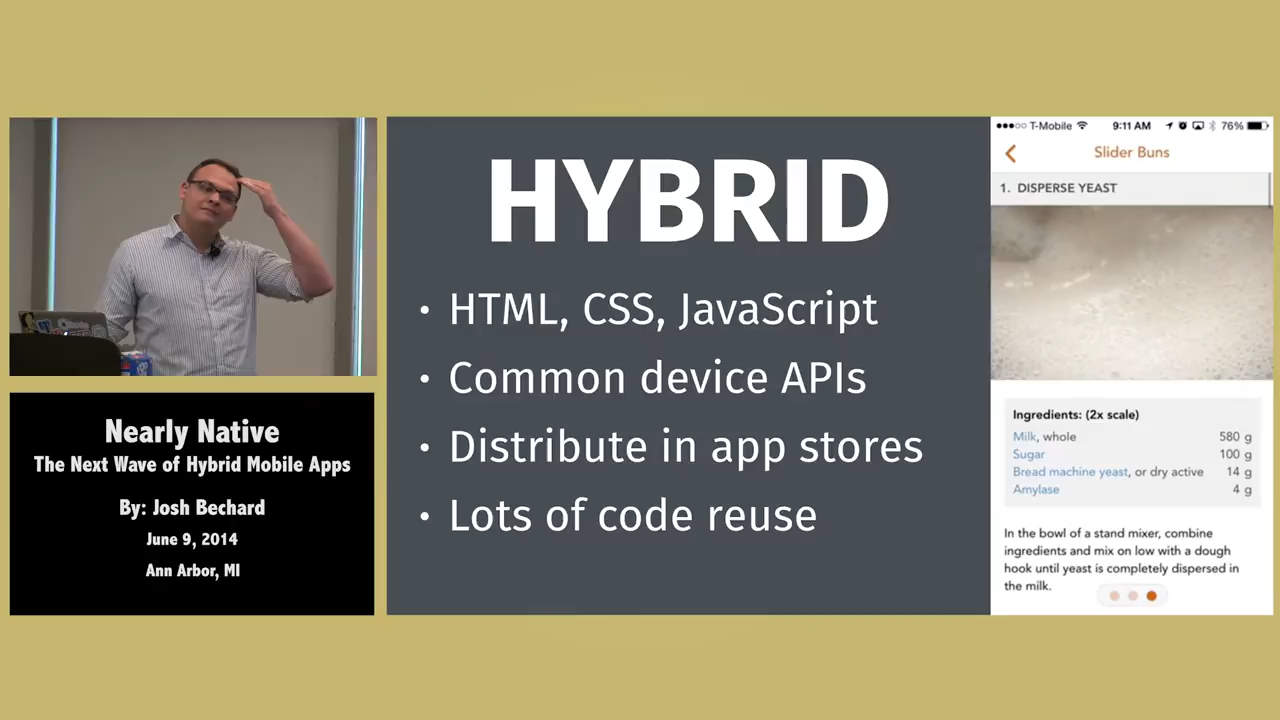 Nearly Native
The Next Wave of Hybrid Mobile Apps
By: Josh Bechard
June 9, 2014
Ann Arbor, MI
HYBRID
• HTML, CSS, JavaScript
• Common device APIs
• Distribute in app stores
• Lots of code reuse
T-Mobile 9:11 AM 76%
Slider Buns
1. DISPERSE YEAST
Ingredients: (2x scale)
Milk, whole 580 g
Sugar 100 g
Bread machine yeast, or dry active 14 g
Amylase 4 g
In the bowl of a stand mixer, combine
ingredients and mix on low with a dough
hook until yeast is completely dispersed in
the milk.